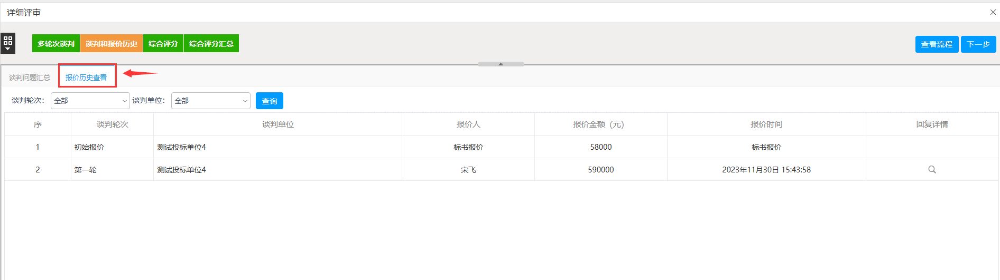 详细评审
多轮次谈判 谈判和报价历史 综合评分 综合评分汇总 查看流程 下一步
谈判问题汇总 报价历史查看
谈判轮次： 全部 谈判单位： 全部 查询
序 谈判轮次 谈判单位 报价人 报价金额（元） 报价时间 回复详情
1 初始报价 测试投标单位4 标书报价 58000 标书报价
2 第一轮 测试投标单位4 宋飞 590000 2023年11月30日 15:43:58